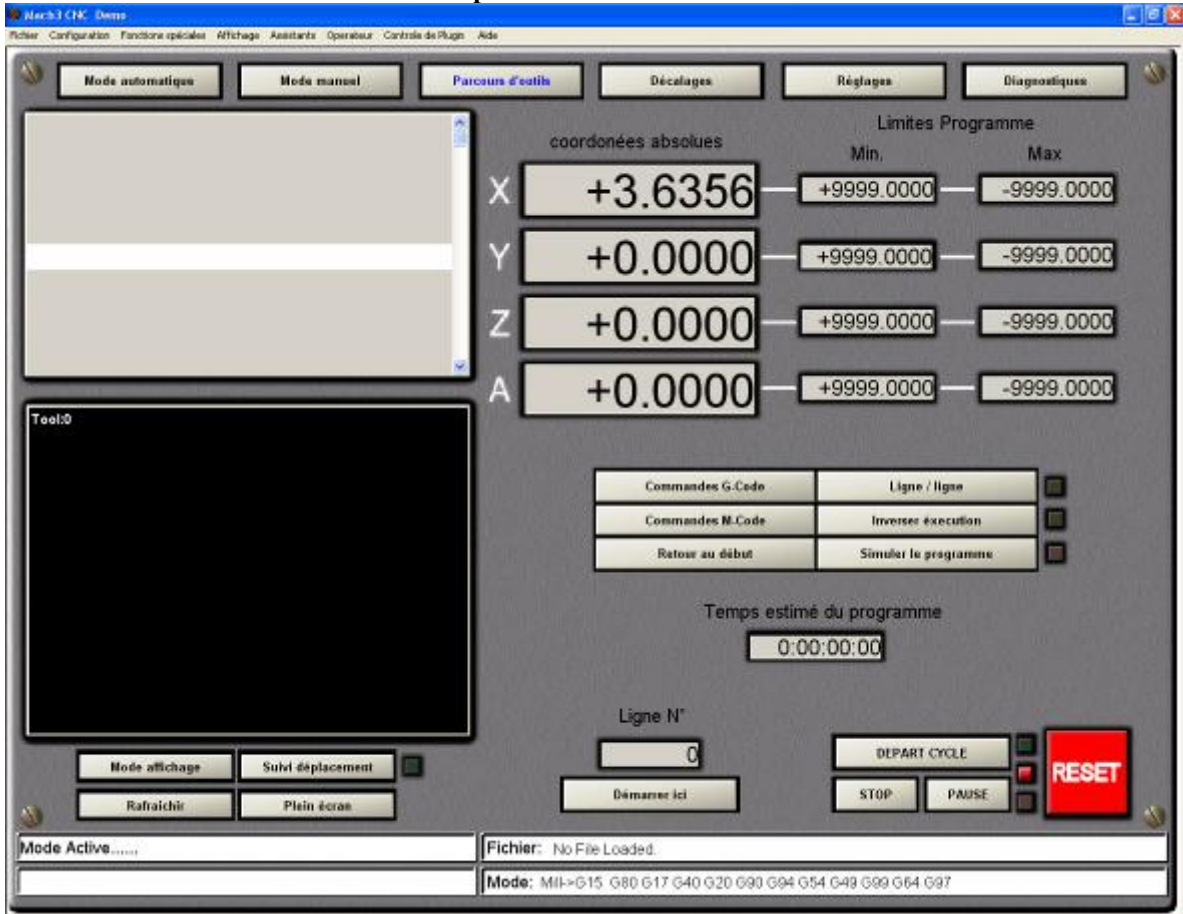 Mach3 CNC Demo
Fichier Configuration Fonctions spéciales Affichage Assistants Operateur Controle de Plugin Aide
Mode automatique Mode manuel Parcours d'outils Décalages Réglages Diagnostiques
Limites Programme
coordonées absolues Min. Max
X +3.6356 +9999.0000 -9999.0000
Y +0.0000 +9999.0000 -9999.0000
Z +0.0000 +9999.0000 -9999.0000
A +0.0000 +9999.0000 -9999.0000
Tool:0
Commandes G-Code Ligne / ligne
Commandes M-Code Inverser éxecution
Retour au début Simuler le programme
Temps estimé du programme
0:00:00:00
Ligne N°
0
Démarrer ici
Mode affichage Suivi déplacement
Rafraichir Plein écran
DEPART CYCLE
STOP PAUSE
RESET
Mode Active......
Fichier: No File Loaded.
Mode: Mill->G15 G80 G17 G40 G20 G90 G94 G54 G49 G99 G64 G97